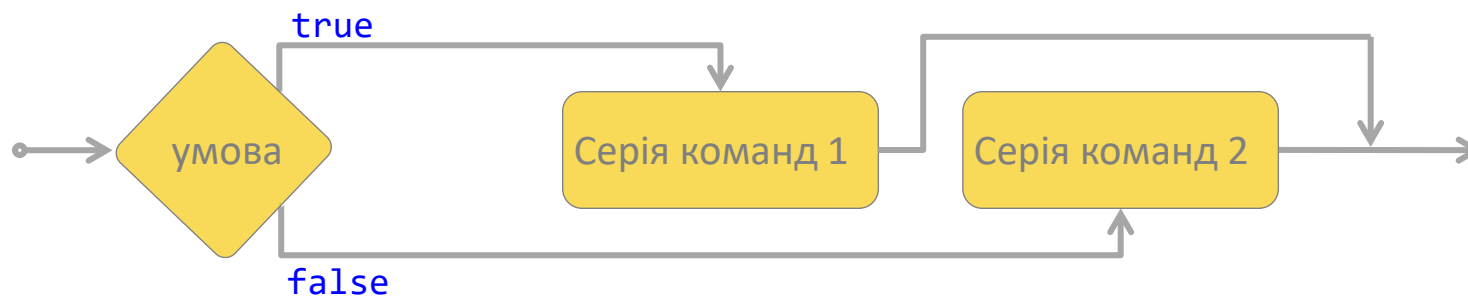 true
умова
Серія команд 1
Серія команд 2
false